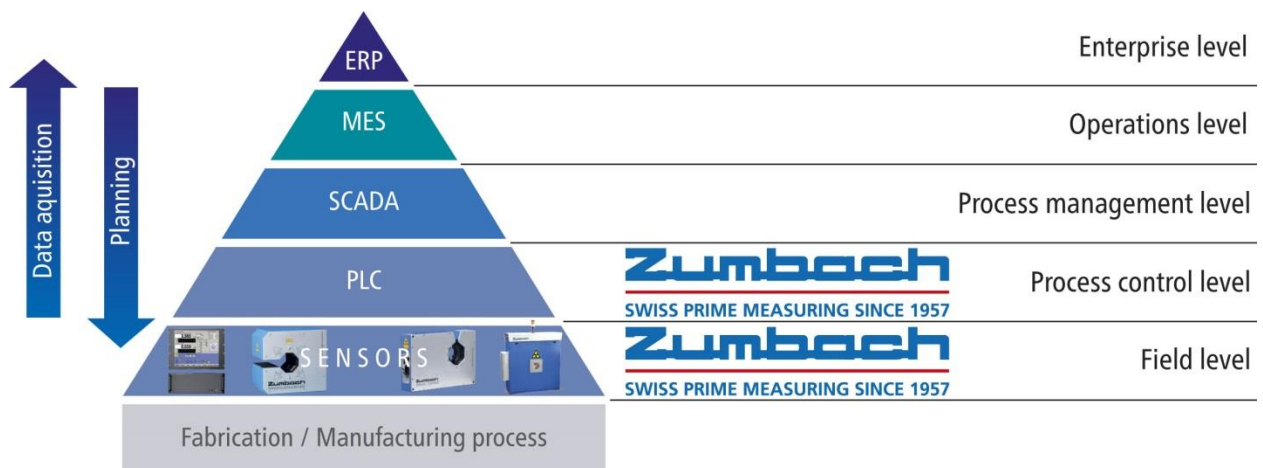 ERP
Enterprise level
MES
Operations level
SCADA
Process management level
PLC
Zumbach
SWISS PRIME MEASURING SINCE 1957
Process control level
SENSORS
Zumbach
Zumbach
SWISS PRIME MEASURING SINCE 1957
Field level
Fabrication / Manufacturing process
Data aquisition
Planning